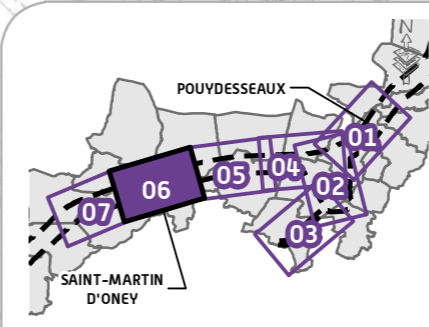 N
POUYDESSEAUX
01
04
05
02
06
07
03
SAINT-MARTIN
D'ONEY